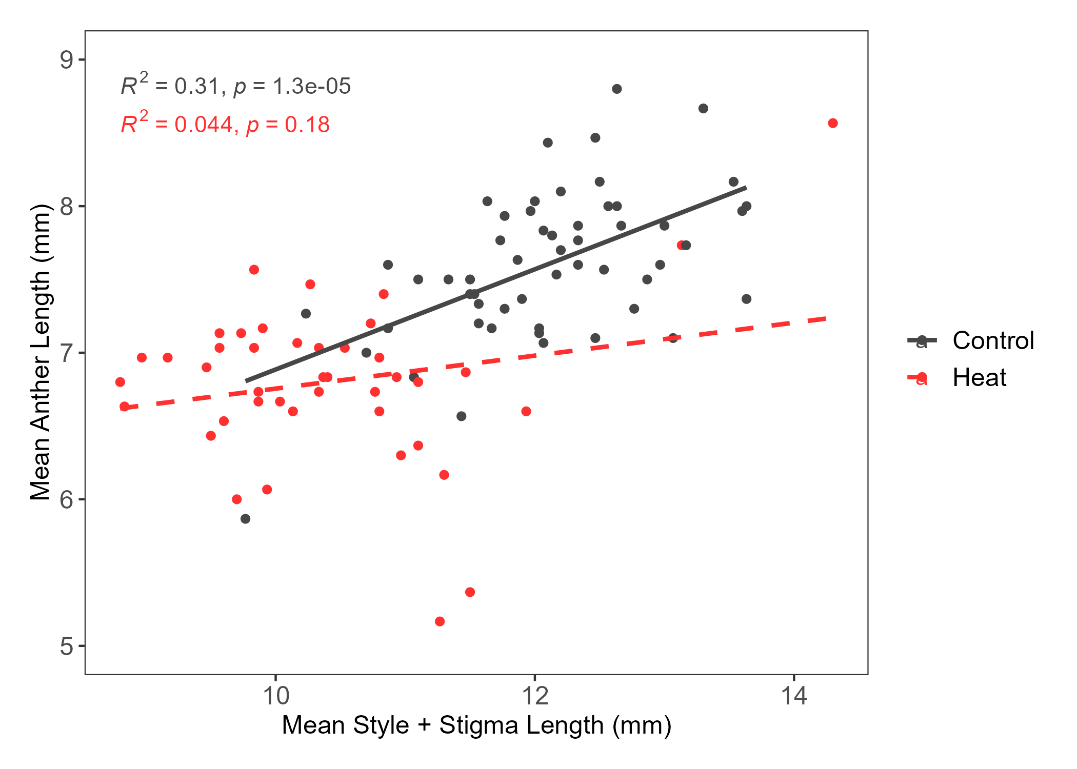 R² = 0.31, p = 1.3e-05
R² = 0.044, p = 0.18
9
8
7
6
5
10 12 14
Mean Anther Length (mm)
Mean Style + Stigma Length (mm)
a Control
a Heat